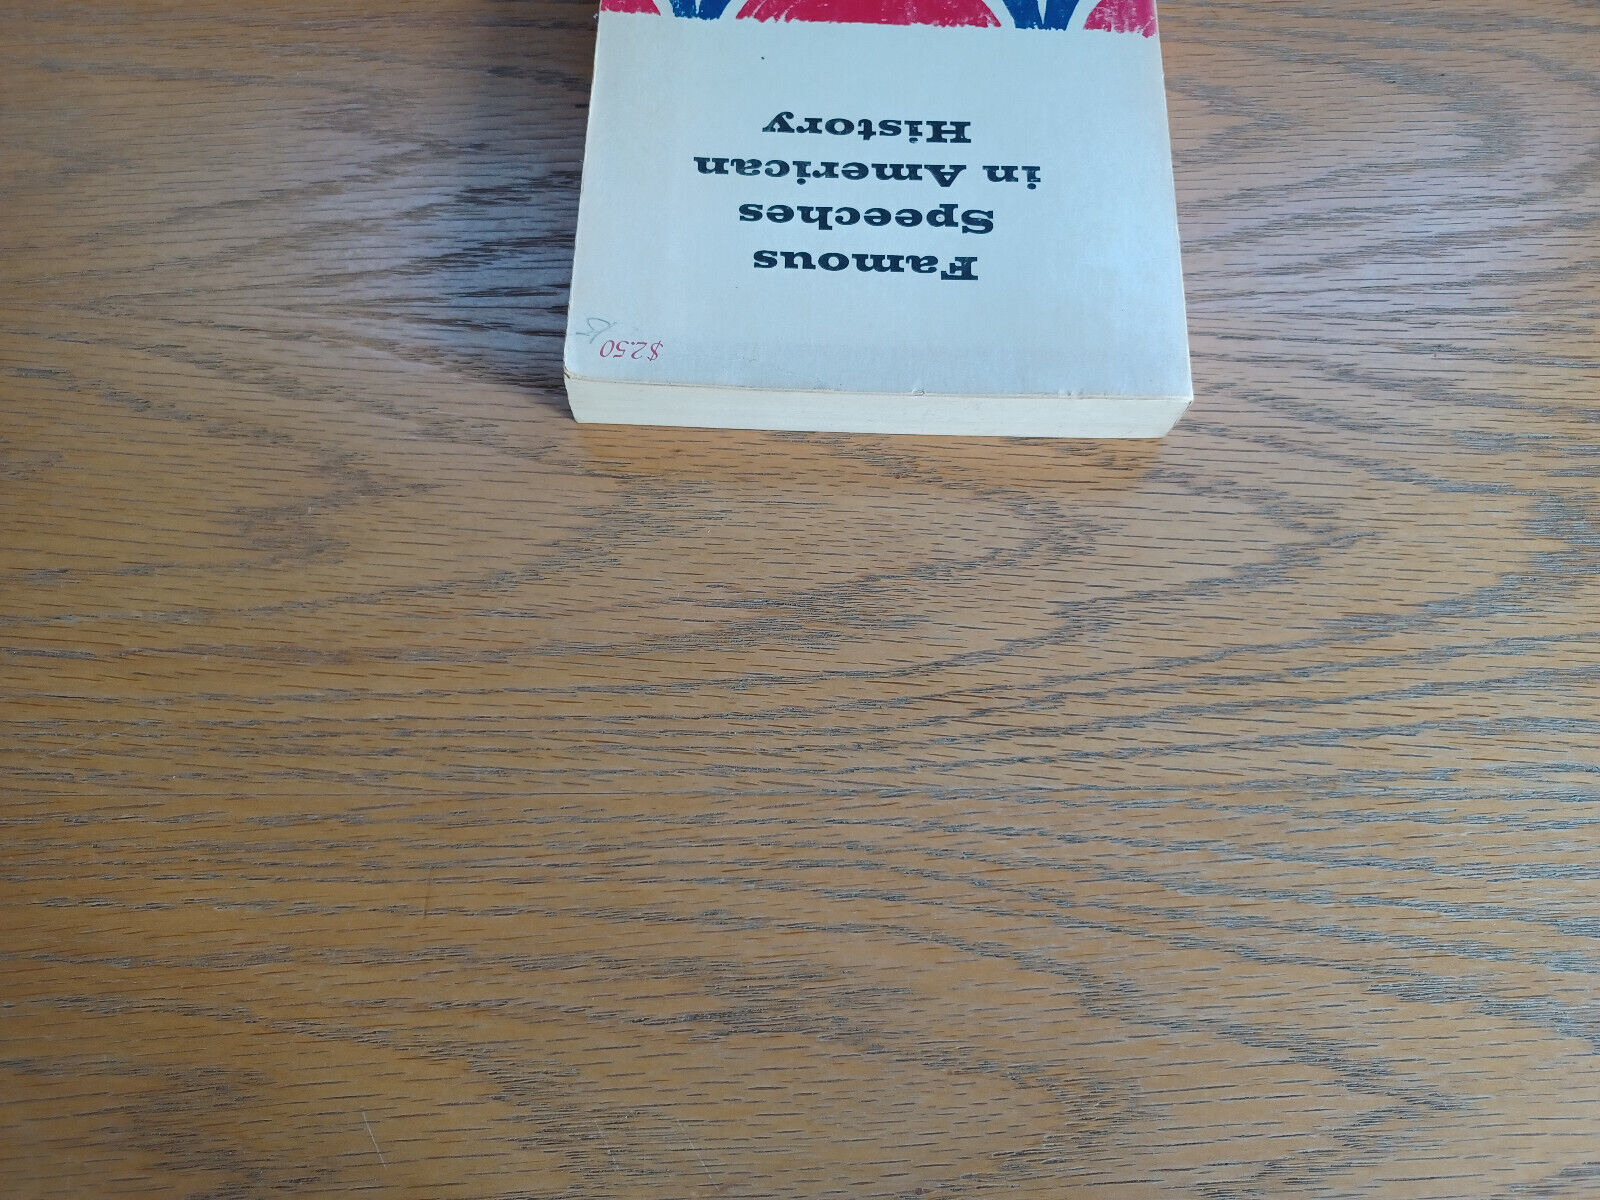 $2.50
Famous
Speeches
in American
History